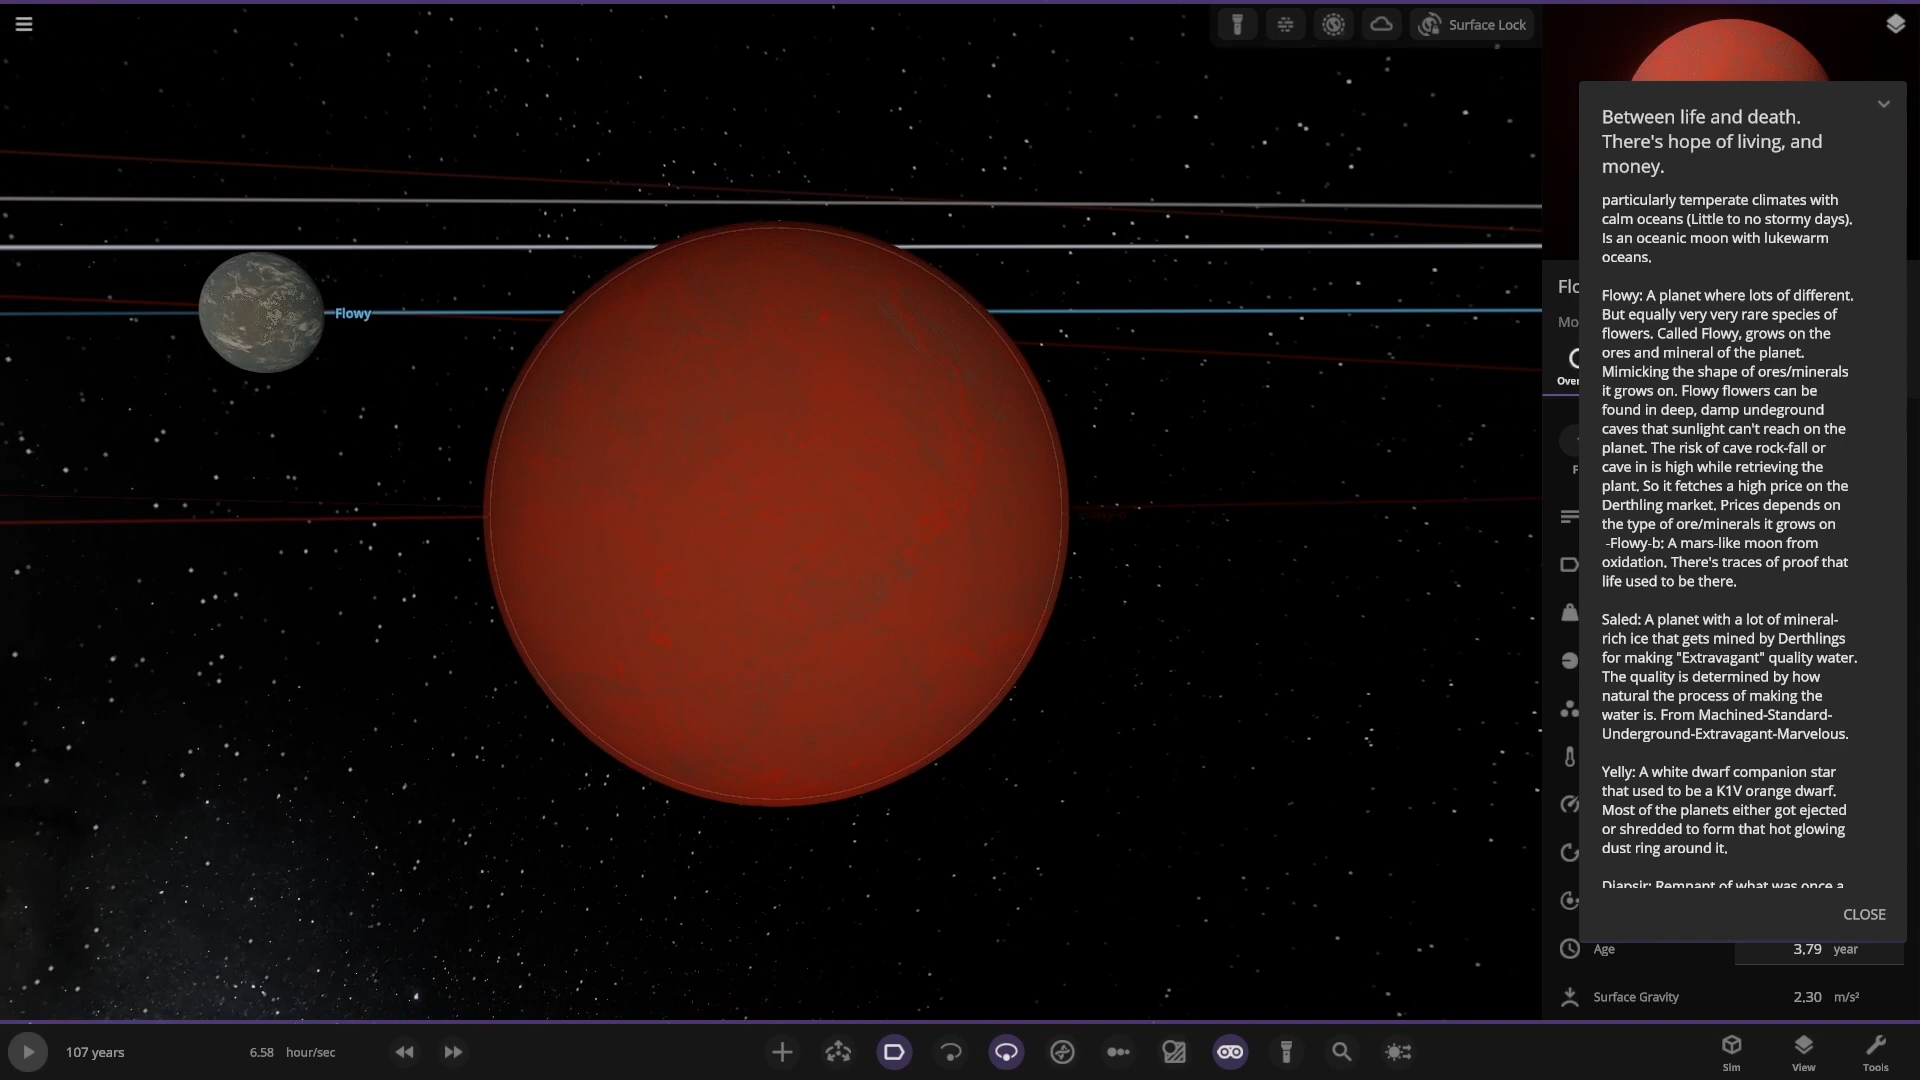 Surface Lock
Between life and death.
There's hope of living, and
money.
particularly temperate climates with
calm oceans (Little to no stormy days).
Is an oceanic moon with lukewarm
oceans.
Flowy: A planet where lots of different.
But equally very very rare species of
flowers. Called Flowy, grows on the
ores and mineral of the planet.
Mimicking the shape of ores/minerals
it grows on. Flowy flowers can be
found in deep, damp undeground
caves that sunlight can't reach on the
planet. The risk of cave rock-fall or
cave in is high while retrieving the
plant. So it fetches a high price on the
Derthling market. Prices depends on
the type of ore/minerals it grows on
-Flowy-b: A mars-like moon from
oxidation. There's traces of proof that
life used to be there.
Saled: A planet with a lot of mineral-
rich ice that gets mined by Derthlings
for making "Extravagant" quality water.
The quality is determined by how
natural the process of making the
water is. From Machined-Standard-
Underground-Extravagant-Marvelous.
Yelly: A white dwarf companion star
that used to be a K1V orange dwarf.
Most of the planets either got ejected
or shredded to form that hot glowing
dust ring around it.
Diapsir: Remnant of what was once a
CLOSE
Flo
Mo
Over
F
Age 3.79 year
Surface Gravity 2.30 m/s²
Flowy
107 years
6.58 hour/sec
Sim
View
Tools